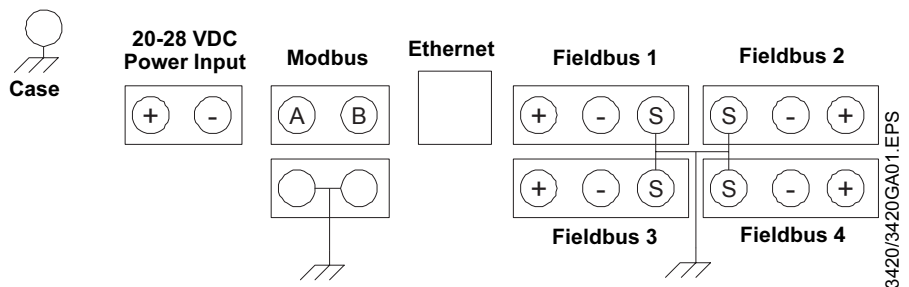 Case
20-28 VDC
Power Input
+ -
Modbus
A B
Ethernet
Fieldbus 1
+ - S
Fieldbus 2
S - +
+ - S
Fieldbus 3
S - +
Fieldbus 4
3420/3420GA01.EPS